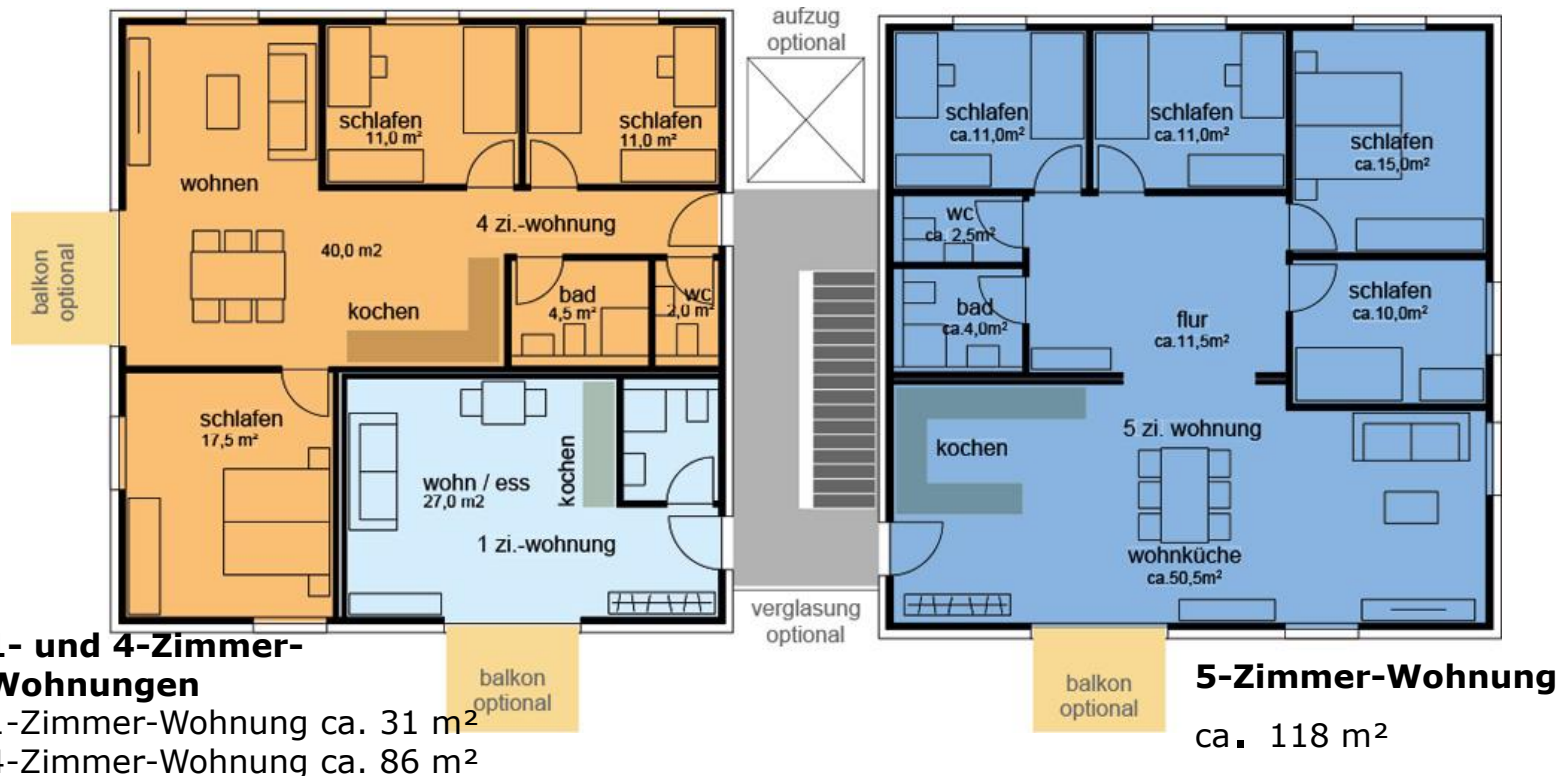 aufzug
optional
wohnen
schlafen
11,0 m²
schlafen
11,0 m²
4 zi.-wohnung
40,0 m2
kochen
bad
4,5 m²
wc
2,0 m²
balkon
optional
schlafen
17,5 m²
wohn / ess
27,0 m2
kochen
1 zi.-wohnung
balkon
optional
verglasung
optional
schlafen
ca.11,0m²
schlafen
ca.11,0m²
schlafen
ca.15,0m²
wc
ca. 2,5m²
bad
ca.4,0m²
flur
ca.11,5m²
schlafen
ca.10,0m²
kochen
5 zi. wohnung
wohnküche
ca.50,5m²
balkon
optional
1- und 4-Zimmer-
Wohnungen
1-Zimmer-Wohnung ca. 31 m²
4-Zimmer-Wohnung ca. 86 m²
5-Zimmer-Wohnung
ca. 118 m²